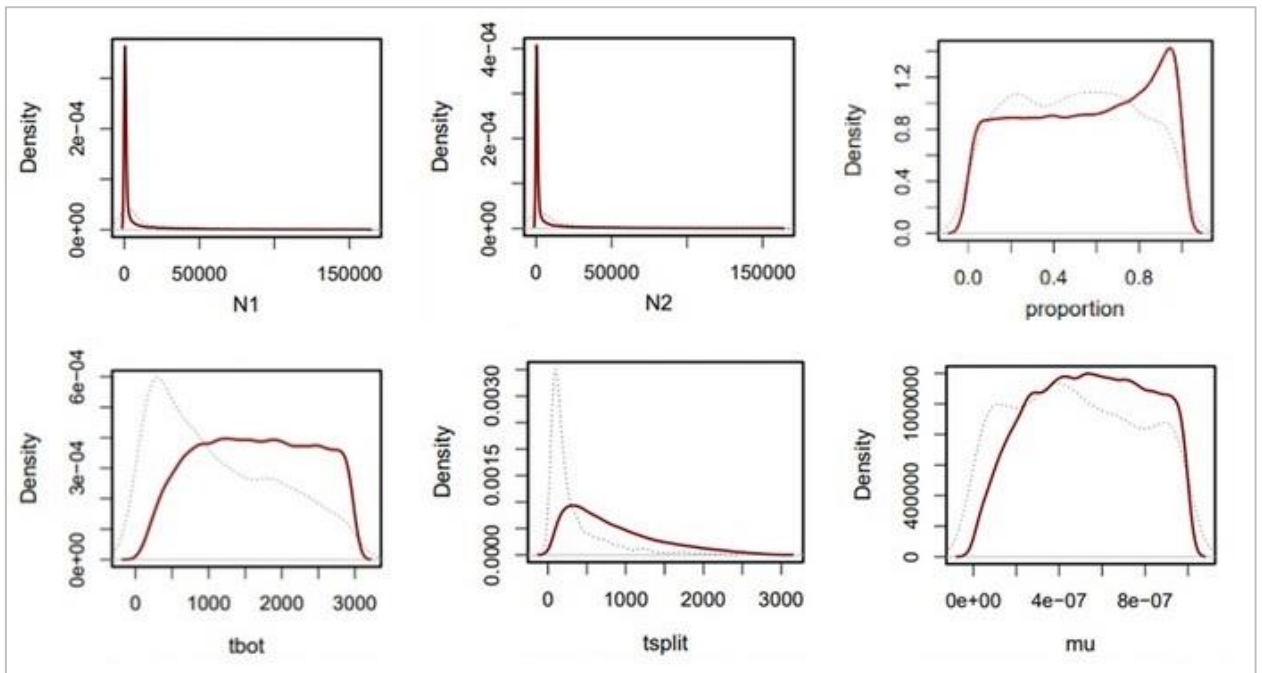 Density
2e-04
0e+00
0 50000 150000
N1
Density
4e-04
2e-04
0e+00
0 50000 150000
N2
Density
1.2
0.8
0.4
0.0
0.0 0.4 0.8
proportion
Density
6e-04
3e-04
0e+00
0 1000 2000 3000
tbot
Density
0.0030
0.0015
0.0000
0 1000 2000 3000
tsplit
Density
1000000
400000
0
0e+00 4e-07 8e-07
mu